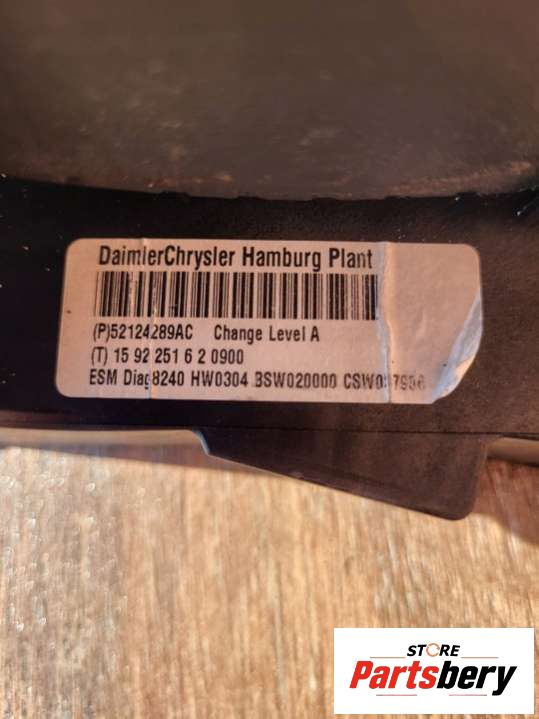 DaimlerChrysler Hamburg Plant
(P)52124289AC Change Level A
(T) 15 92 251 6 2 0900
ESM Diag8240 HW0304 BSW020000
STORE
Partsbery